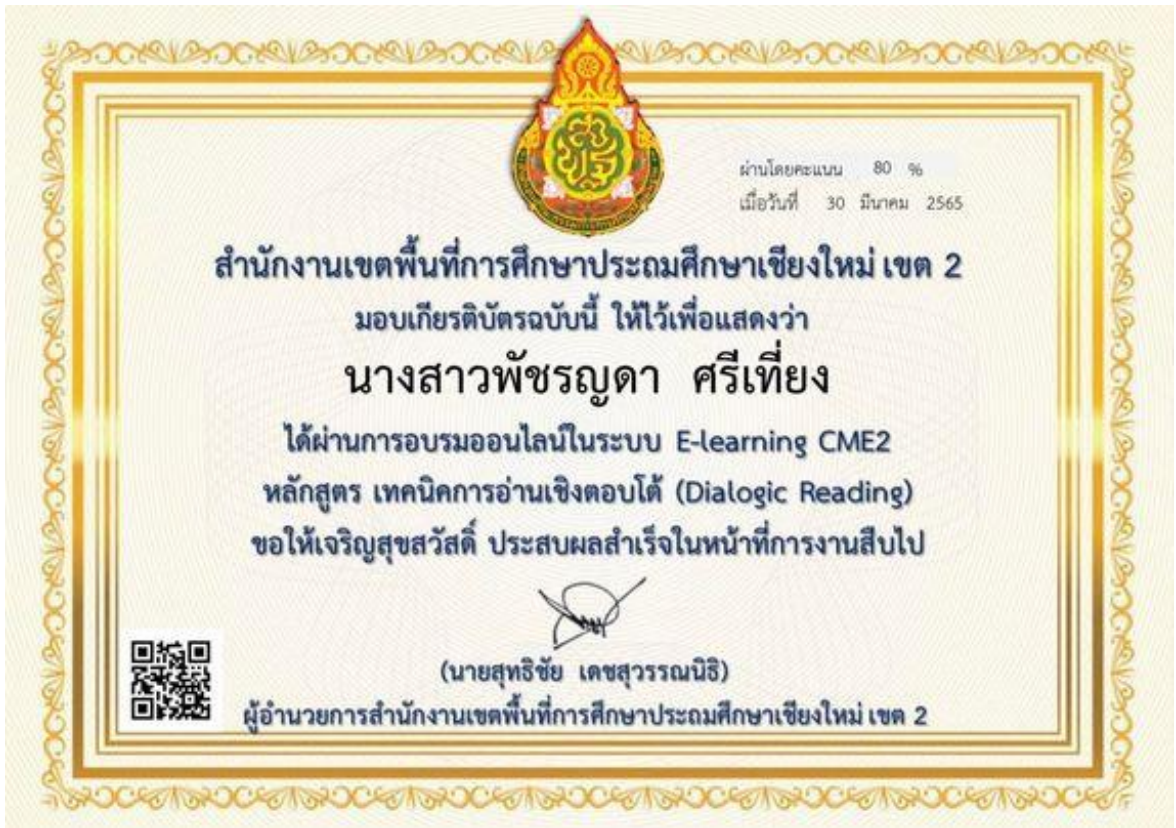 ผ่านโดยคะแนน 80 %
เมื่อวันที่ 30 มีนาคม 2565
สำนักงานเขตพื้นที่การศึกษาประถมศึกษาเชียงใหม่ เขต 2
มอบเกียรติบัตรฉบับนี้ ให้ไว้เพื่อแสดงว่า
นางสาวพัชรญดา ศรีเที่ยง
ได้ผ่านการอบรมออนไลน์ในระบบ E-learning CME2
หลักสูตร เทคนิคการอ่านเชิงตอบโต้ (Dialogic Reading)
ขอให้เจริญสุขสวัสดิ์ ประสบผลสำเร็จในหน้าที่การงานสืบไป
(นายสุทธิชัย เดชสุวรรณนิธิ)
ผู้อำนวยการสำนักงานเขตพื้นที่การศึกษาประถมศึกษาเชียงใหม่ เขต 2